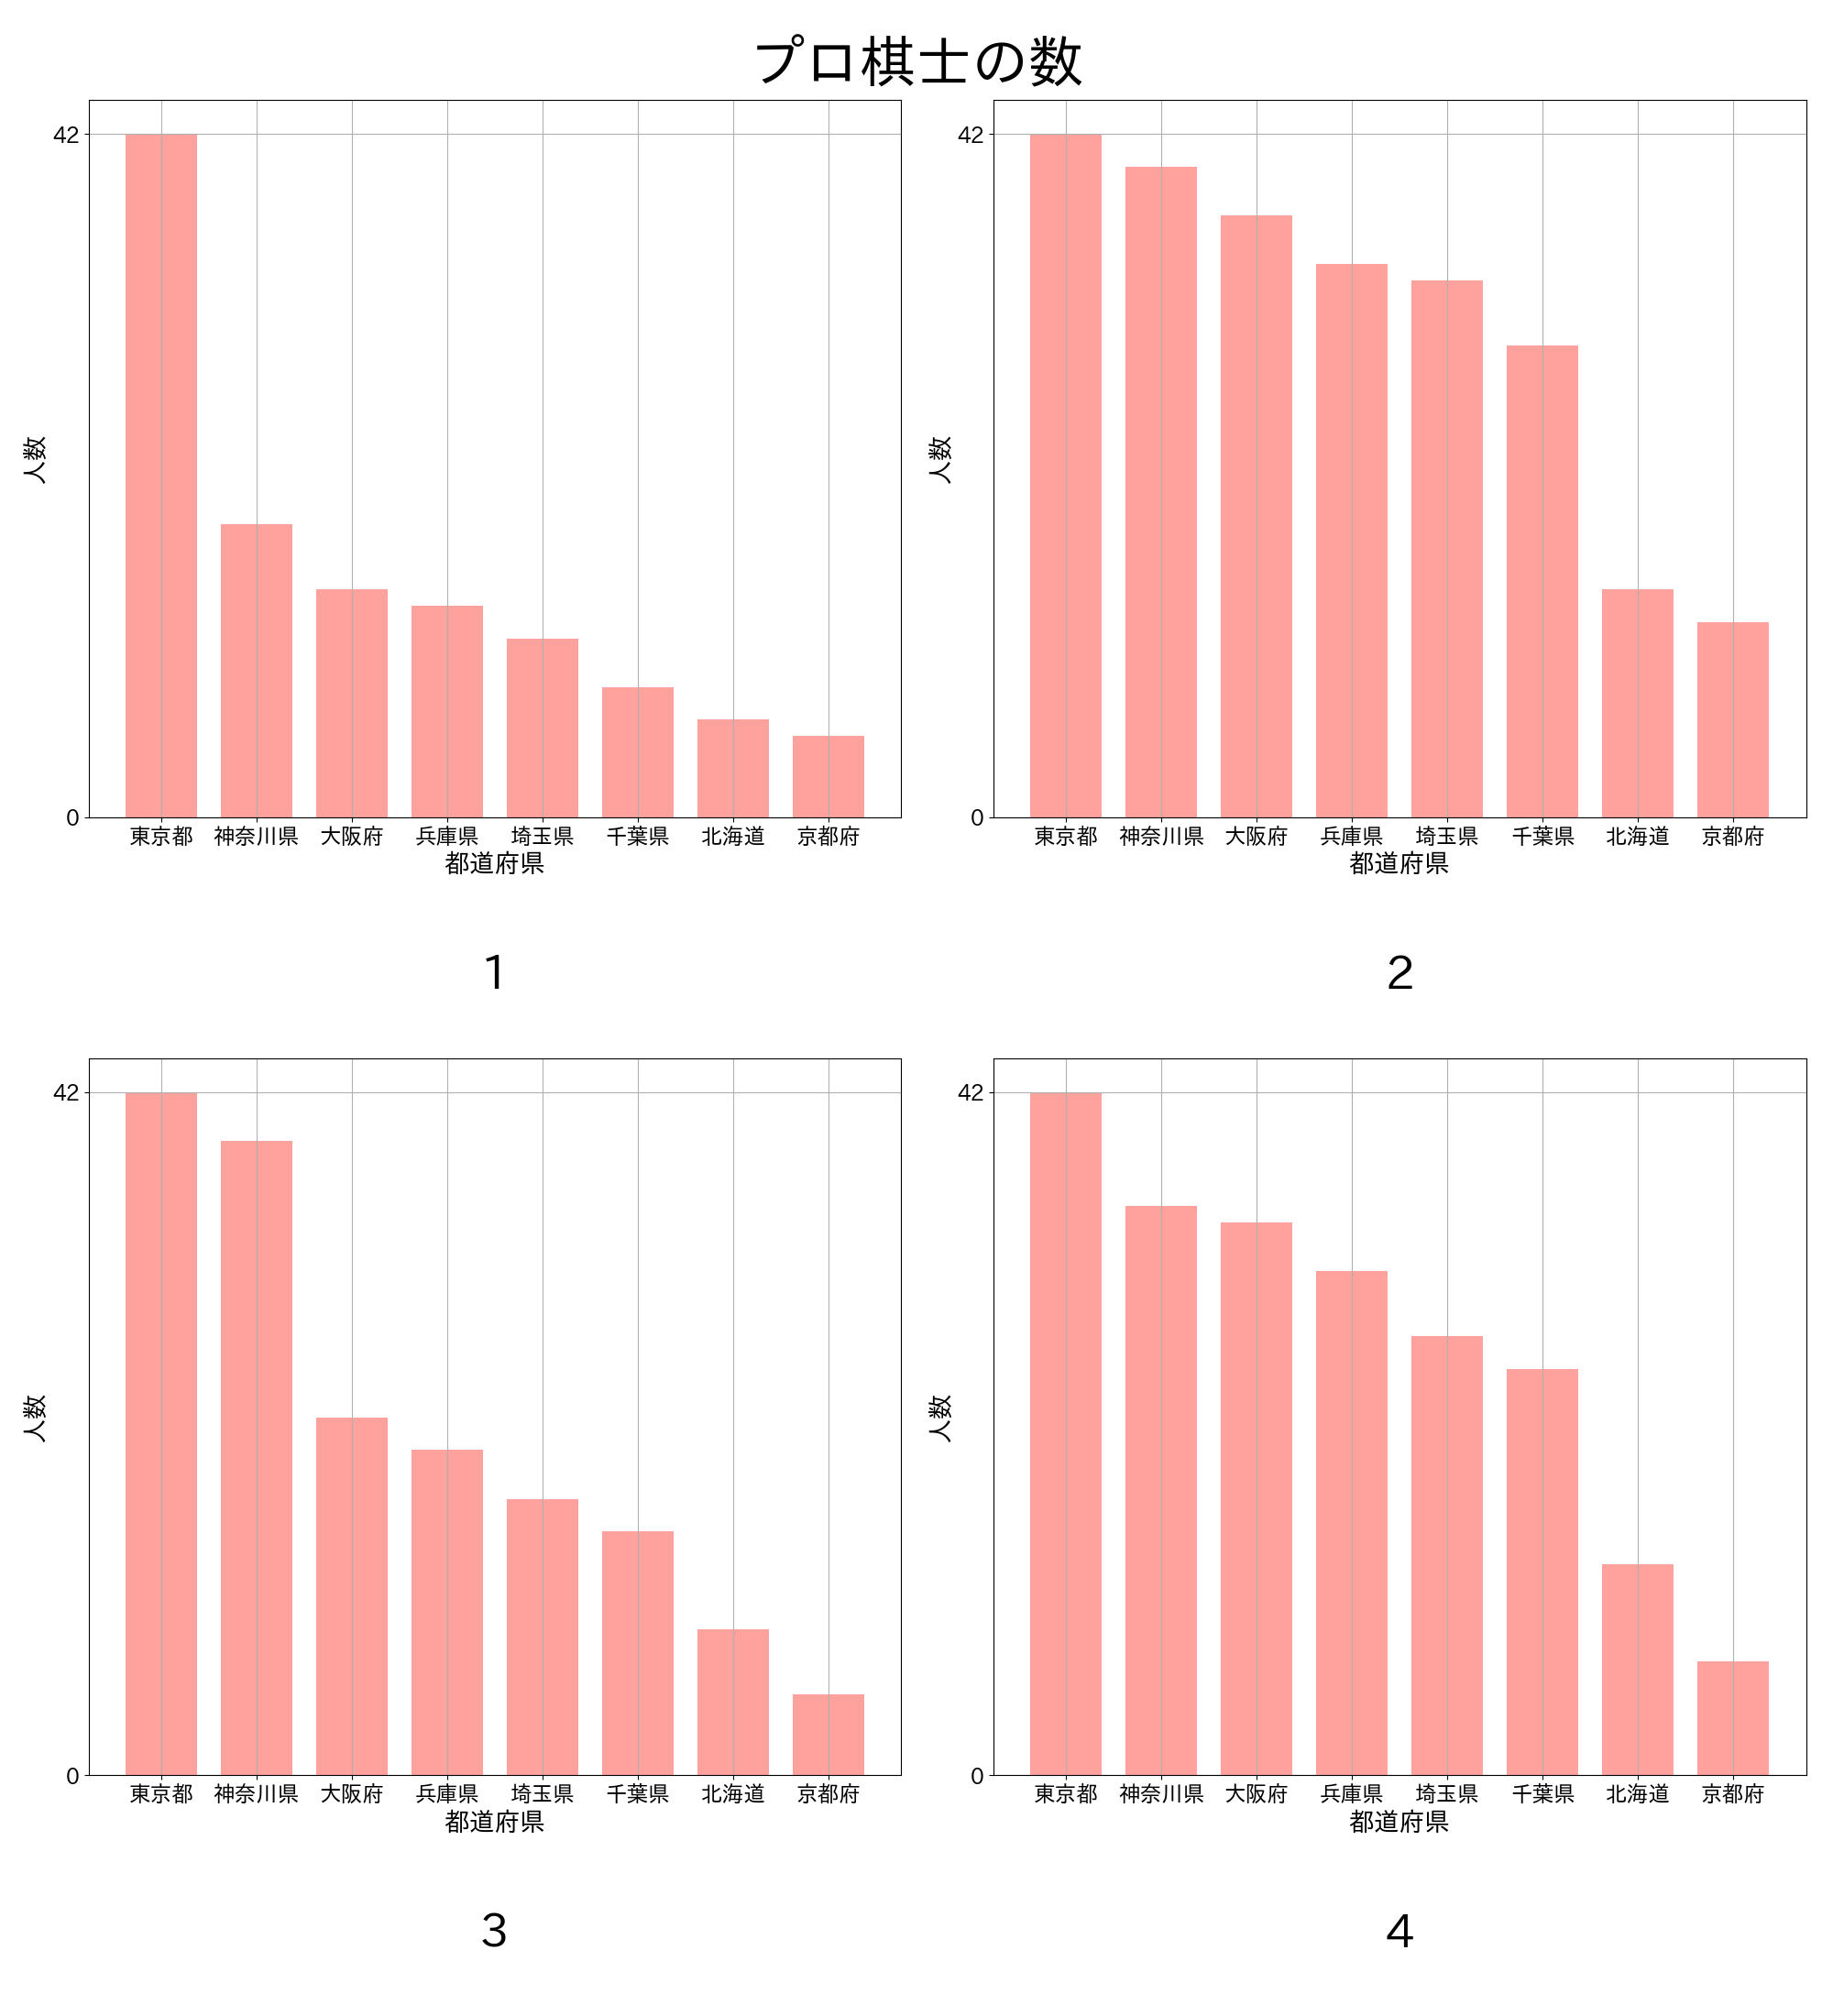 プロ棋士の数
42
0
人数
東京都 神奈川県 大阪府 兵庫県 埼玉県 千葉県 北海道 京都府
都道府県
1
42
0
人数
東京都 神奈川県 大阪府 兵庫県 埼玉県 千葉県 北海道 京都府
都道府県
2
42
0
人数
東京都 神奈川県 大阪府 兵庫県 埼玉県 千葉県 北海道 京都府
都道府県
3
42
0
人数
東京都 神奈川県 大阪府 兵庫県 埼玉県 千葉県 北海道 京都府
都道府県
4